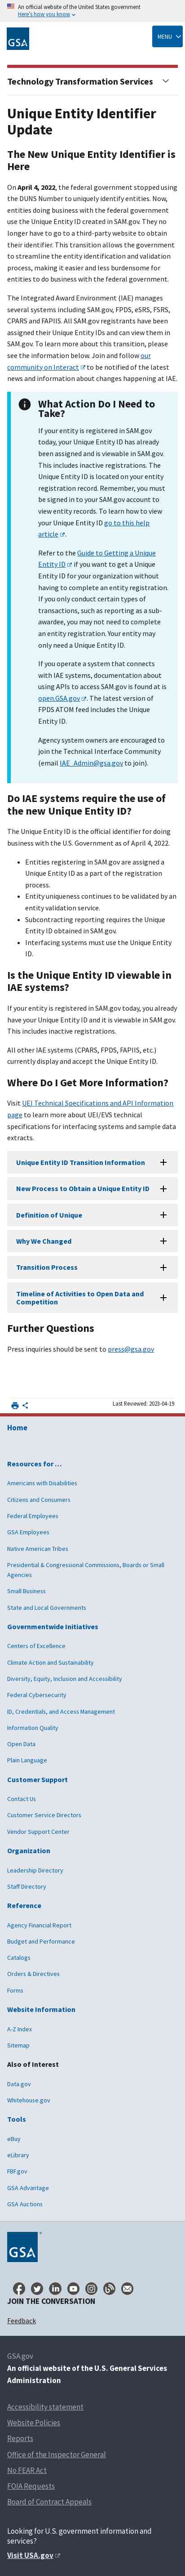 An official website of the United States government
Here's how you know
GSA
MENU
Technology Transformation Services
Unique Entity Identifier
Update
The New Unique Entity Identifier is
Here
On April 4, 2022, the federal government stopped using
the DUNS Number to uniquely identify entities. Now,
entities doing business with the federal government
use the Unique Entity ID created in SAM.gov. They no
longer have to go to a third-party website to obtain
their identifier. This transition allows the government
to streamline the entity identification and validation
process, making it easier and less burdensome for
entities to do business with the federal government.
The Integrated Award Environment (IAE) manages
several systems including SAM.gov, FPDS, eSRS, FSRS,
CPARS and FAPIIS. All SAM.gov registrants have been
assigned a new Unique Entity ID and it's viewable in
SAM.gov. To learn more about this transition, please
see the information below. Join and follow our
community on Interact to be notified of the latest
news and information about what changes happen at IAE.
What Action Do I Need to
Take?
If your entity is registered in SAM.gov
today, your Unique Entity ID has already
been assigned and is viewable in SAM.gov.
This includes inactive registrations. The
Unique Entity ID is located on your entity
registration record. Remember, you must
be signed in to your SAM.gov account to
view entity records. To learn how to view
your Unique Entity ID go to this help
article.
Refer to the Guide to Getting a Unique
Entity ID if you want to get a Unique
Entity ID for your organization without
having to complete an entity registration.
If you only conduct certain types of
transactions, such as reporting as a sub-
awardee, you may not need to complete
an entity registration. Your entity may
only need a Unique Entity ID.
If you operate a system that connects
with IAE systems, documentation about
using APIs to access SAM.gov is found at
open.GSA.gov. The latest version of
FPDS ATOM feed includes the Unique
Entity ID.
Agency system owners are encouraged to
join the Technical Interface Community
(email IAE_Admin@gsa.gov to join).
Do IAE systems require the use of
the new Unique Entity ID?
The Unique Entity ID is the official identifier for doing
business with the U.S. Government as of April 4, 2022.
Entities registering in SAM.gov are assigned a
Unique Entity ID as a part of the registration
process.
Entity uniqueness continues to be validated by an
entity validation service.
Subcontracting reporting requires the Unique
Entity ID obtained in SAM.gov.
Interfacing systems must use the Unique Entity
ID.
Is the Unique Entity ID viewable in
IAE systems?
If your entity is registered in SAM.gov today, you already
have your Unique Entity ID and it is viewable in SAM.gov.
This includes inactive registrations.
All other IAE systems (CPARS, FPDS, FAPIIS, etc.)
currently display and accept the Unique Entity ID.
Where Do I Get More Information?
Visit UEI Technical Specifications and API Information
page to learn more about UEI/EVS technical
specifications for entity, interfacing and systems data
extracts.
Unique Entity ID Transition Information
New Process to Obtain a Unique Entity ID
Definition of Unique
Why We Changed
Transition Process
Timeline of Activities to Open Data and
Competition
Further Questions
Press inquiries should be sent to press@gsa.gov
Last Reviewed: 2023-04-19
Home
Resources for …
Americans with Disabilities
Citizens and Consumers
Federal Employees
GSA Employees
Native American Tribes
Presidential & Congressional Commissions, Boards or Small
Agencies
Small Business
State and Local Governments
Governmentwide Initiatives
Centers of Excellence
Climate Action and Sustainability
Diversity, Equity, Inclusion and Accessibility
Federal Cybersecurity
ID, Credentials, and Access Management
Information Quality
Open Data
Plain Language
Customer Support
Contact Us
Customer Service Directors
Vendor Support Center
Organization
Leadership Directory
Staff Directory
Reference
Agency Financial Report
Budget and Performance
Catalogs
Orders & Directives
Forms
Website Information
A-Z Index
Sitemap
Also of Interest
Data.gov
Whitehouse.gov
Tools
eBuy
eLibrary
FBF.gov
GSA Advantage
GSA Auctions
GSA
JOIN THE CONVERSATION
Feedback
GSA.gov
An official website of the U.S. General Services
Administration
Accessibility statement
Website Policies
Reports
Office of the Inspector General
No FEAR Act
FOIA Requests
Board of Contract Appeals
Looking for U.S. government information and
services?
Visit USA.gov